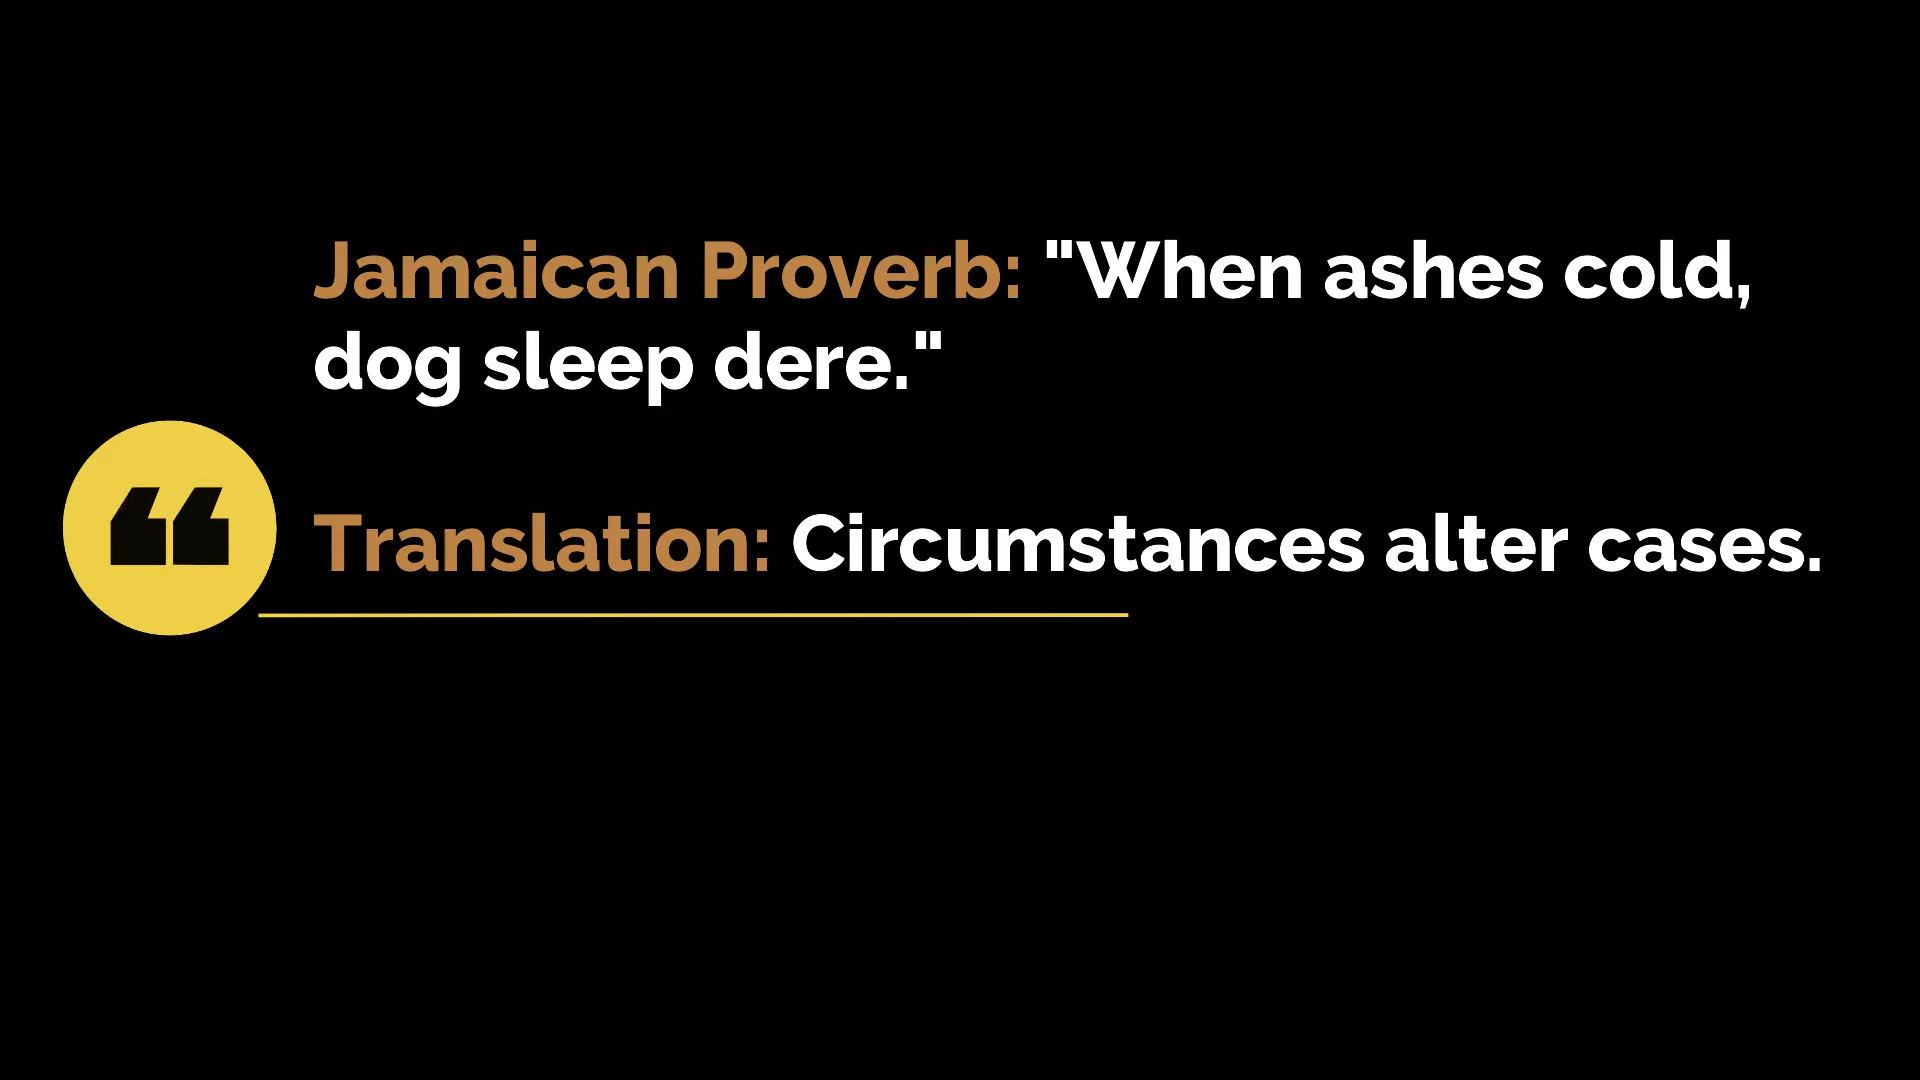 Jamaican Proverb: "When ashes cold,
dog sleep dere."
Translation: Circumstances alter cases.